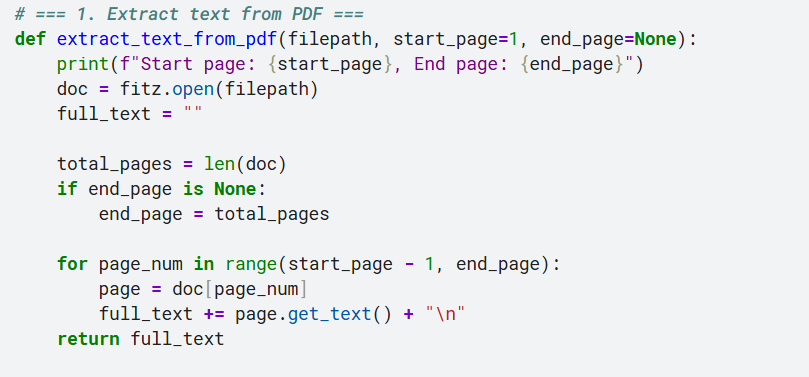 # === 1. Extract text from PDF ===
def extract_text_from_pdf(filepath, start_page=1, end_page=None):
    print(f"Start page: {start_page}, End page: {end_page}")
    doc = fitz.open(filepath)
    full_text = ""

    total_pages = len(doc)
    if end_page is None:
        end_page = total_pages

    for page_num in range(start_page - 1, end_page):
        page = doc[page_num]
        full_text += page.get_text() + "\n"
    return full_text